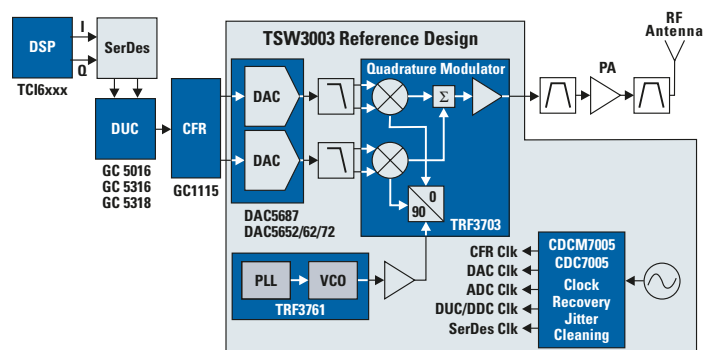 RF
Antenna
TSW3003 Reference Design
I
Q
DSP
SerDes
TCI6xxx
PA
Quadrature Modulator
DAC
DAC
Σ
DUC
CFR
GC 5016
GC 5316
GC 5318
GC1115
0
90
DAC5687
DAC5652/62/72
TRF3703
PLL
VCO
TRF3761
CFR Clk
DAC Clk
ADC Clk
DUC/DDC Clk
SerDes Clk
CDCM7005
CDC7005
Clock
Recovery
Jitter
Cleaning